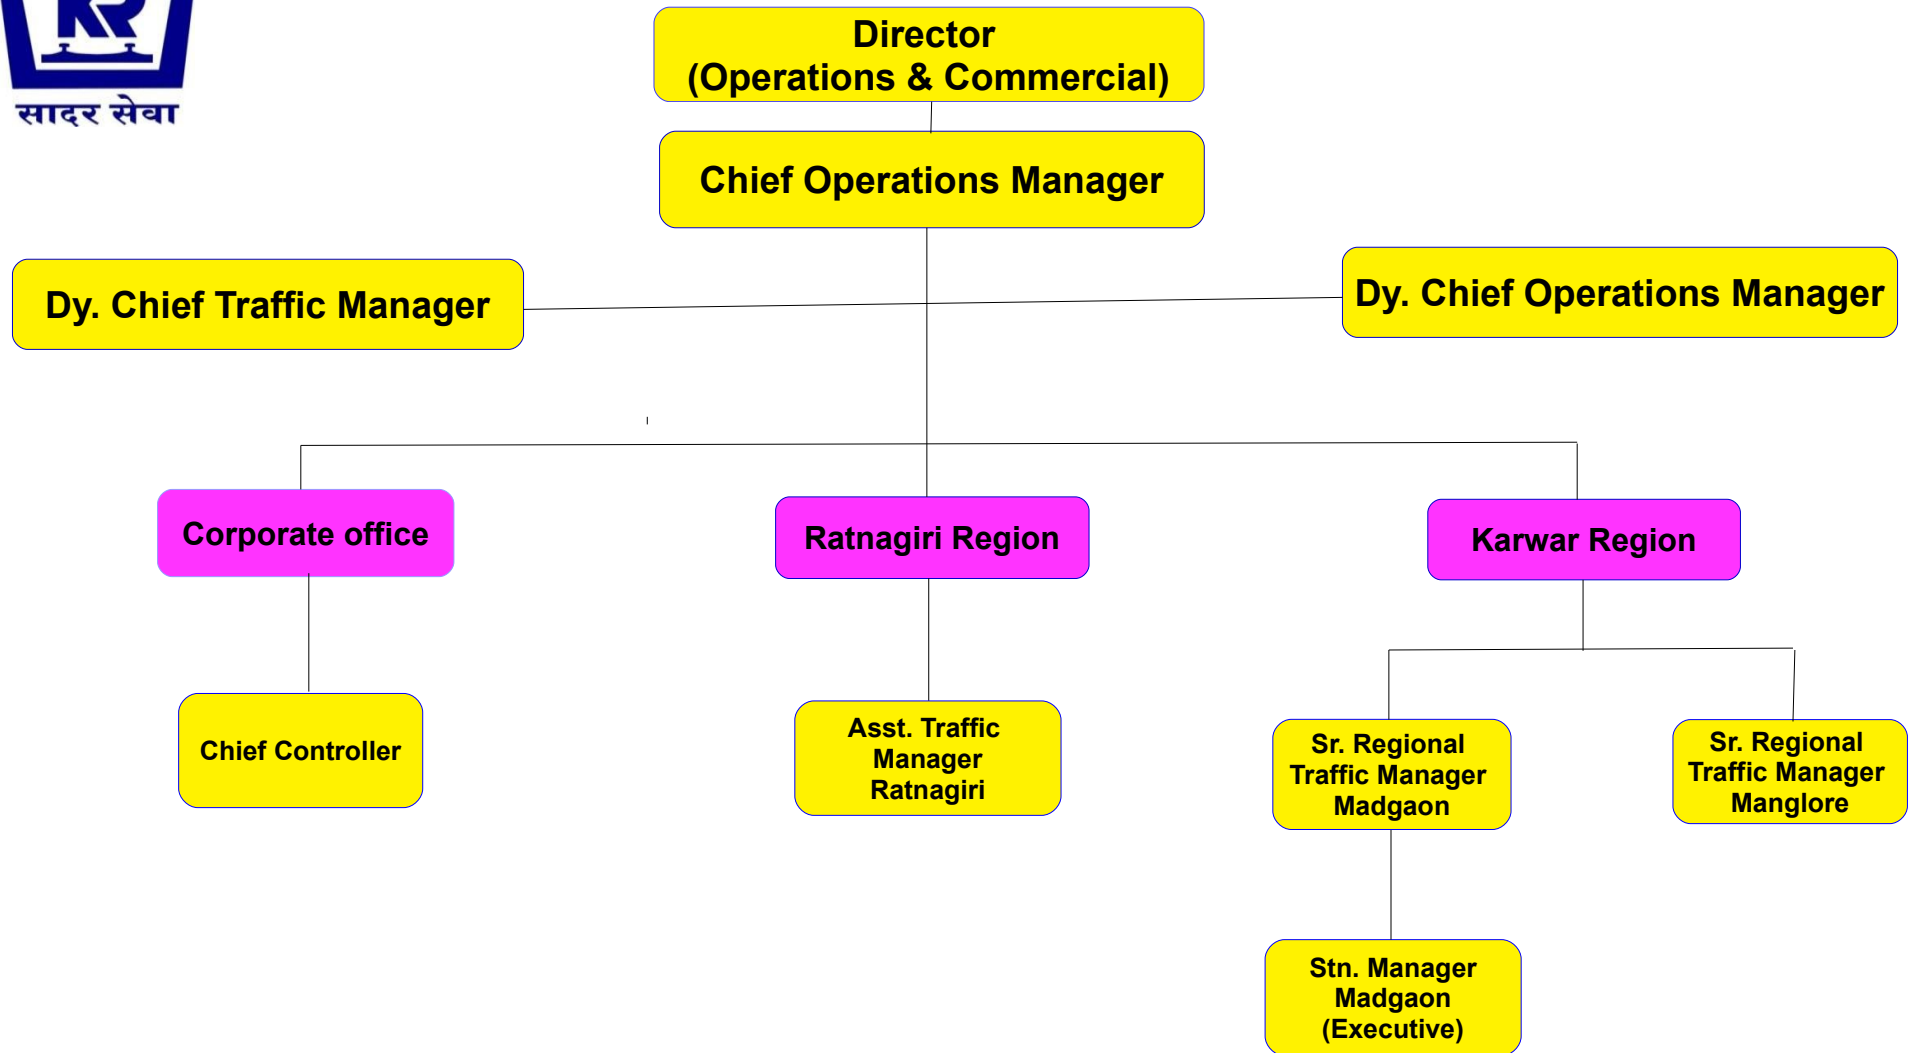 KR
सादर सेवा
Director
(Operations & Commercial)
Chief Operations Manager
Dy. Chief Traffic Manager
Dy. Chief Operations Manager
Corporate office
Ratnagiri Region
Karwar Region
Chief Controller
Asst. Traffic
Manager
Ratnagiri
Sr. Regional
Traffic Manager
Madgaon
Sr. Regional
Traffic Manager
Manglore
Stn. Manager
Madgaon
(Executive)